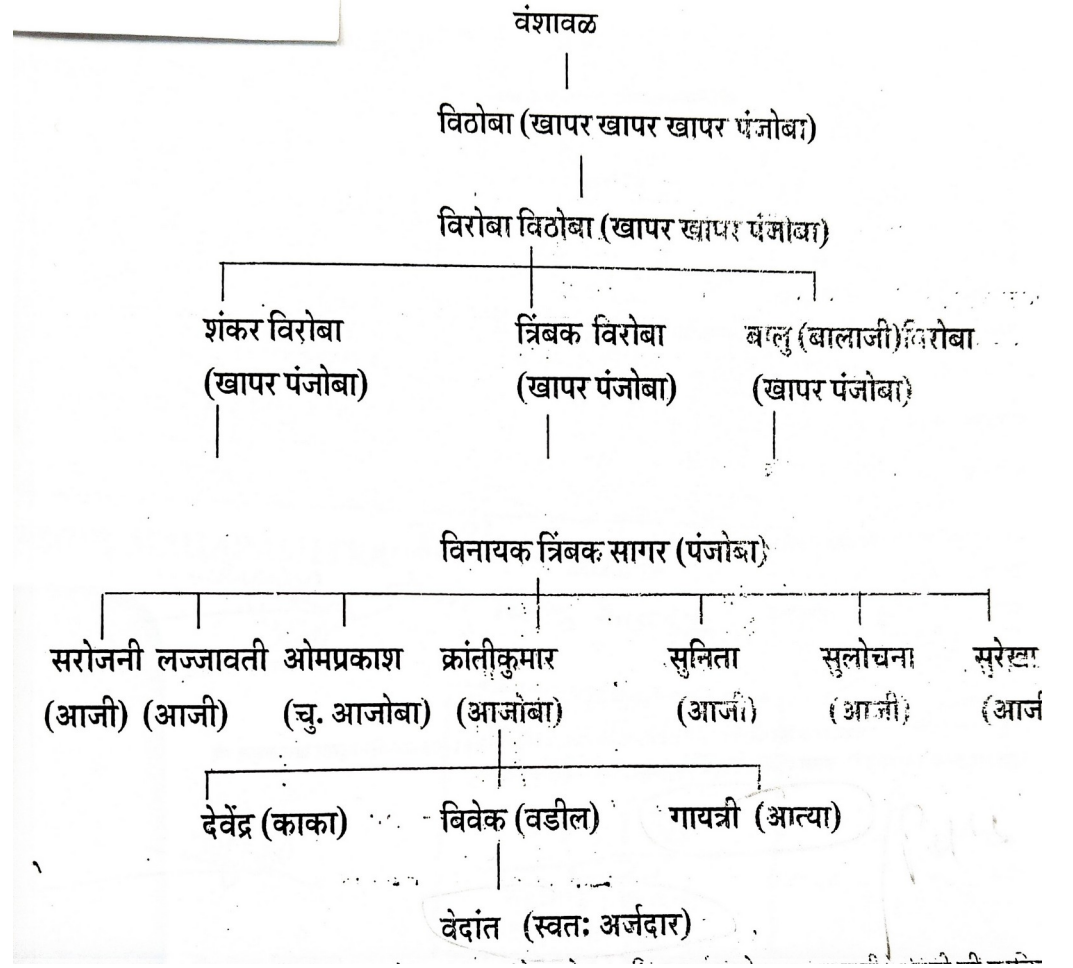 वंशावळ
विठोबा (खापर खापर खापर पंजोबा)
विरोबा विठोबा (खापर खापर पंजोबा)
शंकर विरोबा त्रिंबक विरोबा बाळु (बालाजी) विरोबा
(खापर पंजोबा) (खापर पंजोबा) (खापर पंजोबा)
विनायक त्रिंबक सागर (पंजोबा)
सरोजनी लज्जावती ओमप्रकाश क्रांतीकुमार सुनिता सुलोचना सुरेखा
(आजी) (आजी) (चु. आजोबा) (आजोबा) (आजी) (आजी) (आजी
देवेंद्र (काका) बिवेक (वडील) गायत्री (आत्या)
वेदांत (स्वतः अर्जदार)